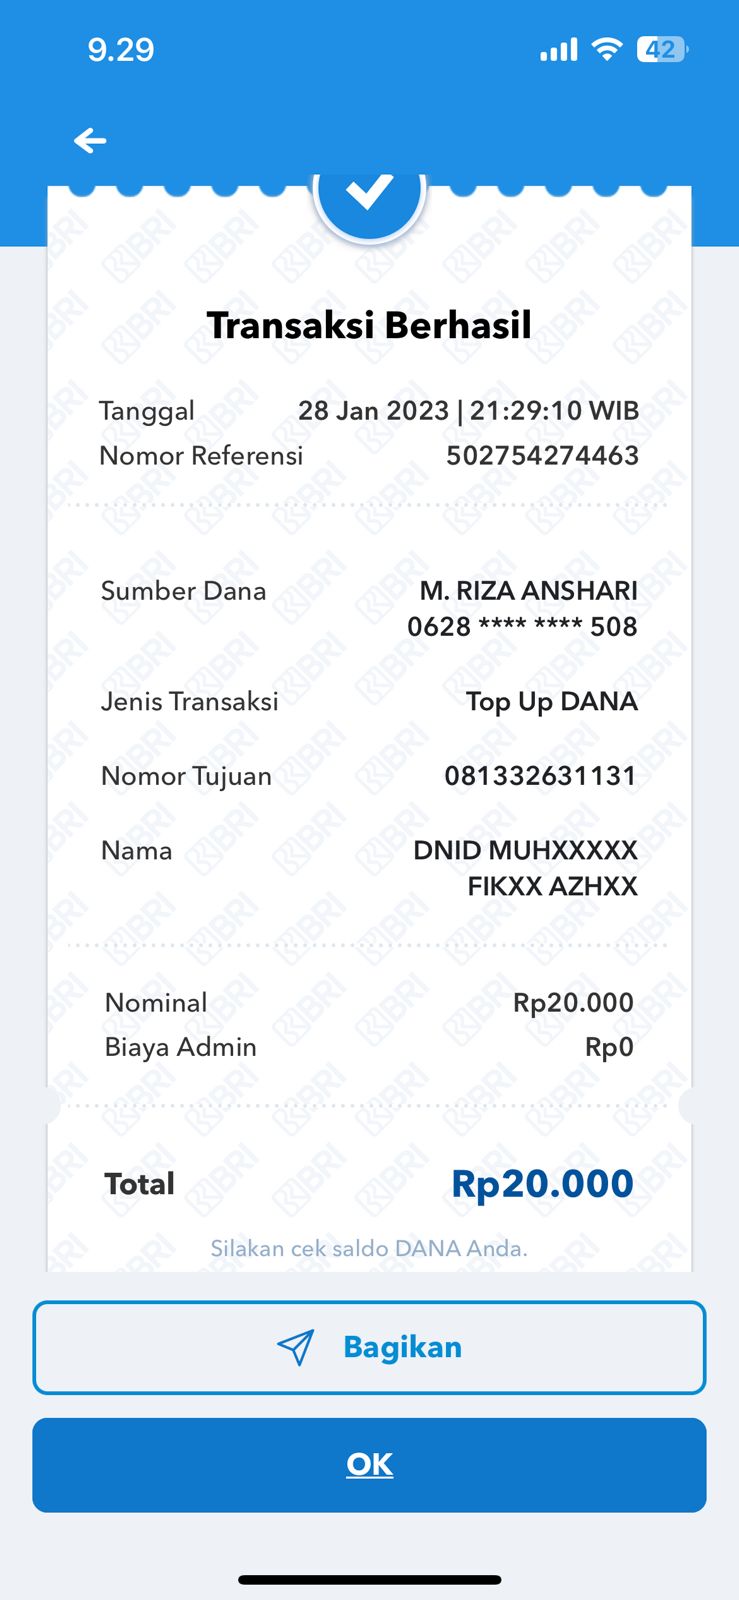 9.29
42
Transaksi Berhasil
Tanggal 28 Jan 2023 | 21:29:10 WIB
Nomor Referensi 502754274463
Sumber Dana M. RIZA ANSHARI
0628 **** **** 508
Jenis Transaksi Top Up DANA
Nomor Tujuan 081332631131
Nama DNID MUHXXXXX
FIKXX AZHXX
Nominal Rp20.000
Biaya Admin Rp0
Total Rp20.000
Silakan cek saldo DANA Anda.
Bagikan
OK